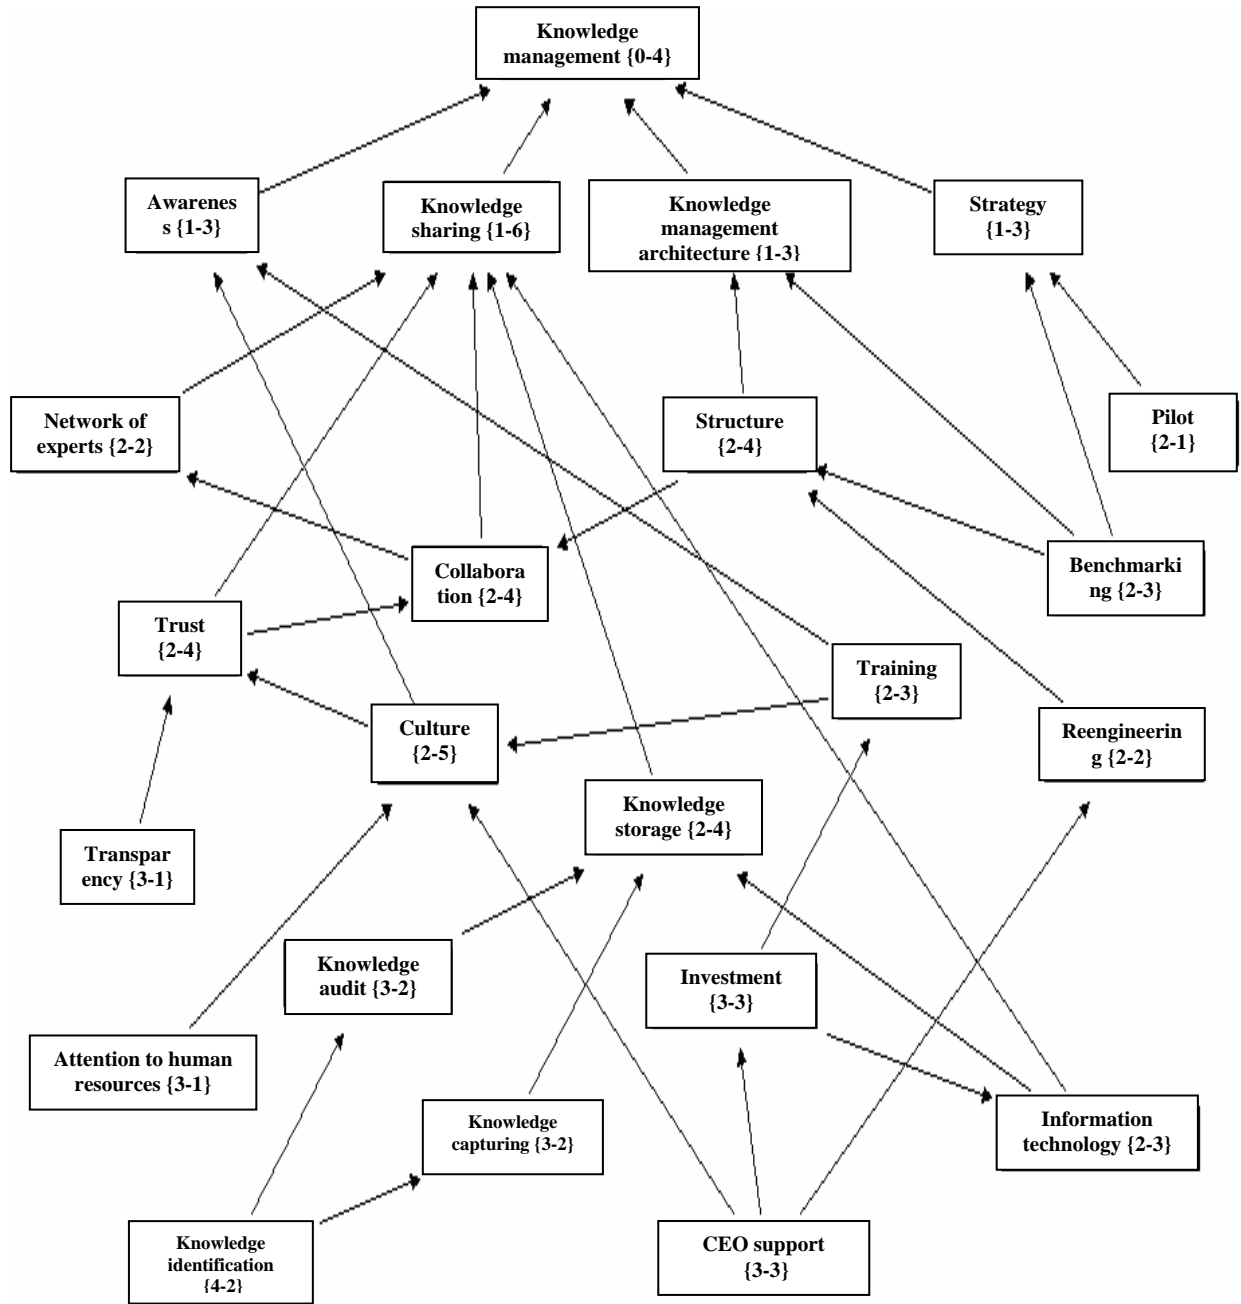 Knowledge
management {0-4}
Awarenes
s {1-3}
Knowledge
sharing {1-6}
Knowledge
management
architecture {1-3}
Strategy
{1-3}
Network of
experts {2-2}
Structure
{2-4}
Pilot
{2-1}
Collabora
tion {2-4}
Benchmarki
ng {2-3}
Trust
{2-4}
Training
{2-3}
Culture
{2-5}
Reengineerin
g {2-2}
Knowledge
storage {2-4}
Transpar
ency {3-1}
Knowledge
audit {3-2}
Investment
{3-3}
Attention to human
resources {3-1}
Knowledge
capturing {3-2}
Information
technology {2-3}
Knowledge
identification
{4-2}
CEO support
{3-3}